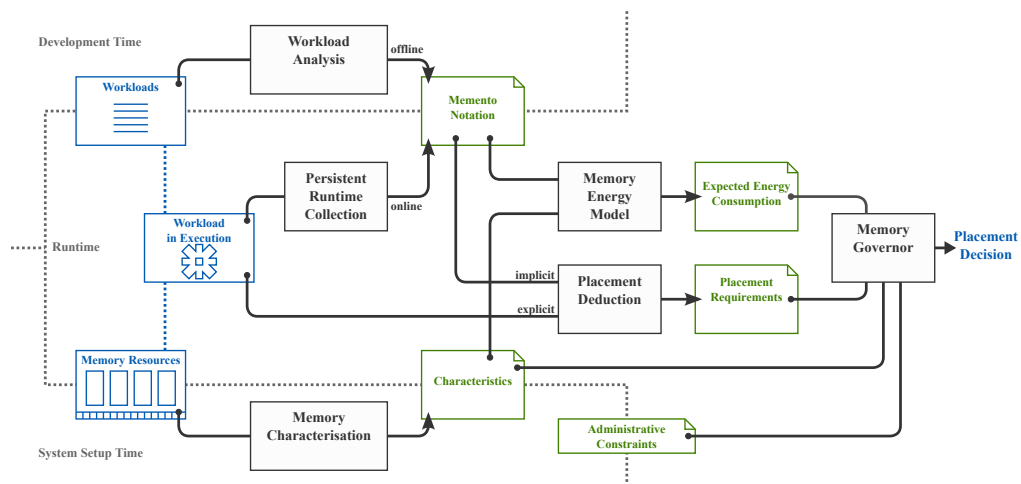 Development Time
Workload
Analysis
offline
Workloads
Memento
Notation
Persistent
Runtime
Collection
online
Memory
Energy
Model
Expected Energy
Consumption
Workload
in Execution
Runtime
Memory
Governor
Placement
Decision
implicit
explicit
Placement
Deduction
Placement
Requirements
Memory Resources
Characteristics
Memory
Characterisation
Administrative
Constraints
System Setup Time